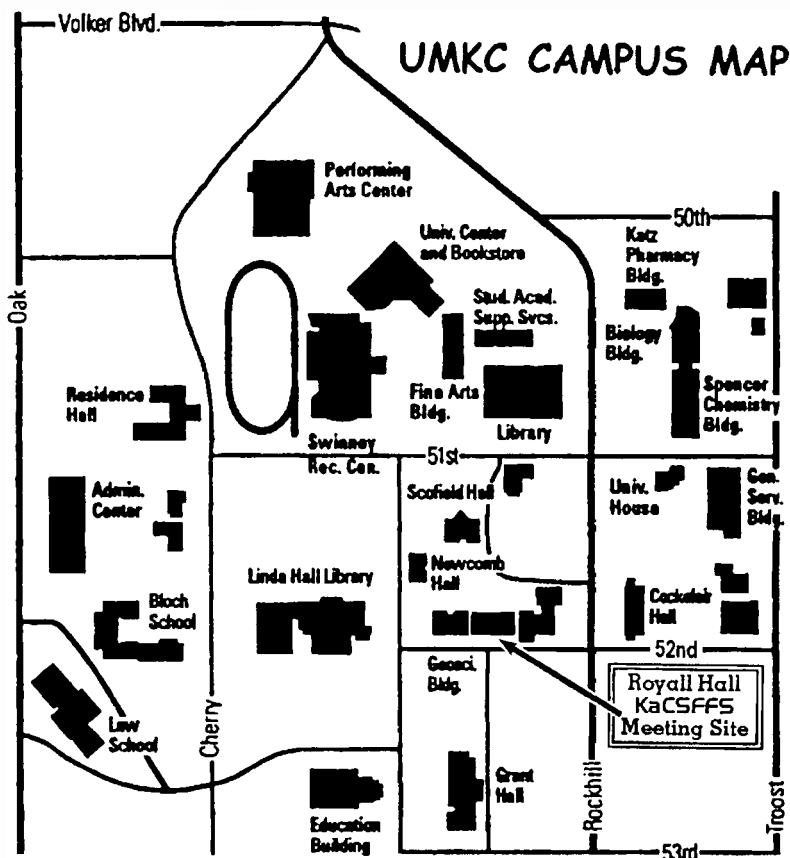 Volker Blvd.
UMKC CAMPUS MAP
Performing
Arts Center
50th
Univ. Center
and Bookstore
Katz
Pharmacy
Bldg.
Oak
Stud. Acad.
Supp. Svcs.
Biology
Bldg.
Residence
Hall
Fine Arts
Bldg.
Spencer
Chemistry
Bldg.
Library
Swinney
Rec. Cen.
51st
Admin.
Center
Scofield Hall
Univ.
House
Gen.
Serv.
Bldg.
Linda Hall Library
Newcomb
Hall
Bloch
School
Cockefair
Hall
52nd
Geosci.
Bldg.
Royall Hall
KaCSFFS
Meeting Site
Law
School
Cherry
Grant
Hall
Rockhill
Troost
Education
Building
53rd